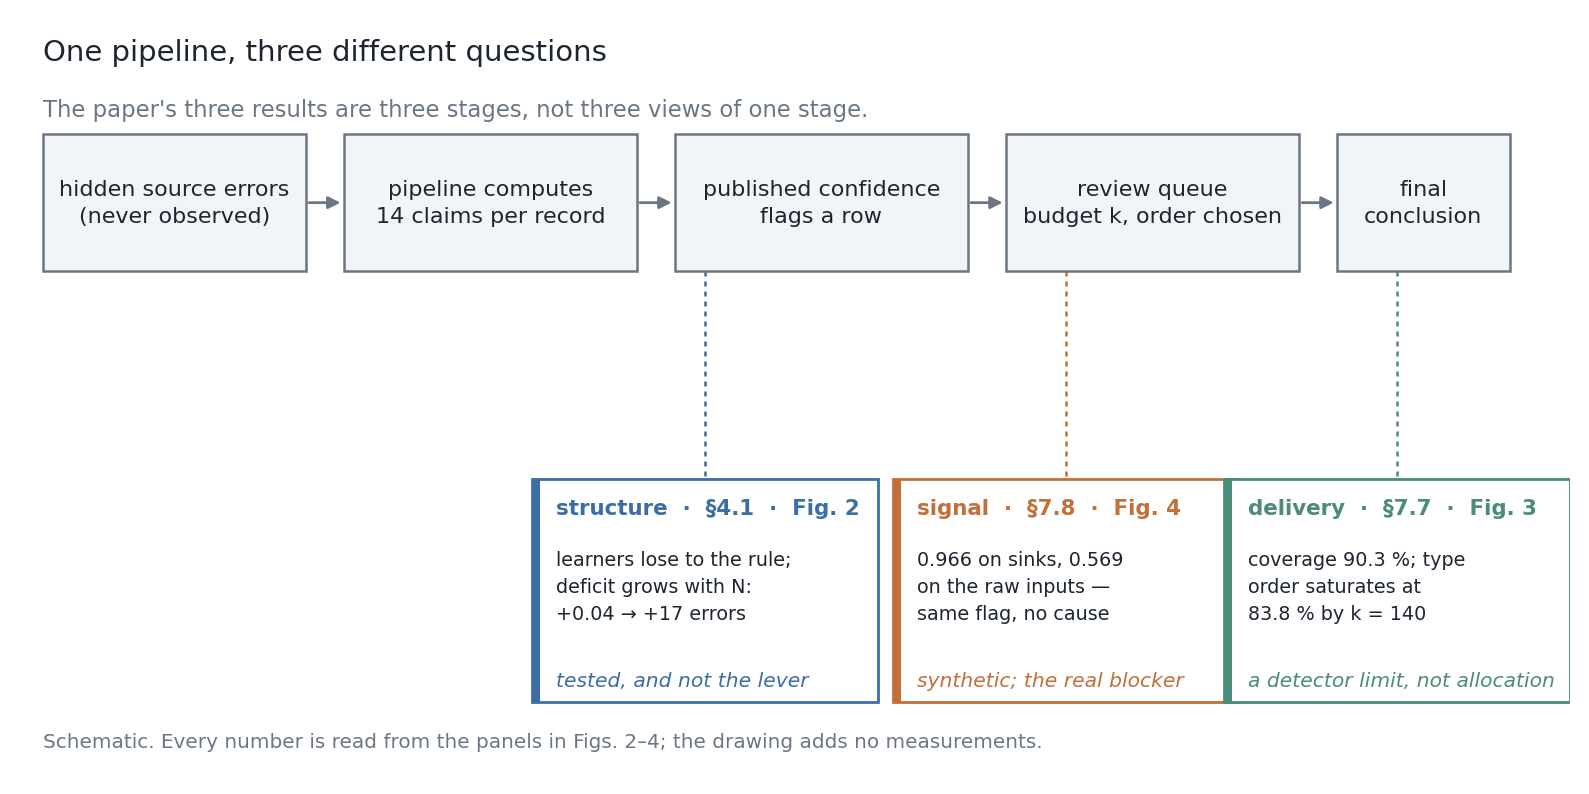 One pipeline, three different questions
The paper's three results are three stages, not three views of one stage.
hidden source errors
(never observed)
pipeline computes
14 claims per record
published confidence
flags a row
review queue
budget k, order chosen
final
conclusion
structure · §4.1 · Fig. 2
learners lose to the rule;
deficit grows with N:
+0.04 → +17 errors
tested, and not the lever
signal · §7.8 · Fig. 4
0.966 on sinks, 0.569
on the raw inputs —
same flag, no cause
synthetic; the real blocker
delivery · §7.7 · Fig. 3
coverage 90.3 %; type
order saturates at
83.8 % by k = 140
a detector limit, not allocation
Schematic. Every number is read from the panels in Figs. 2–4; the drawing adds no measurements.